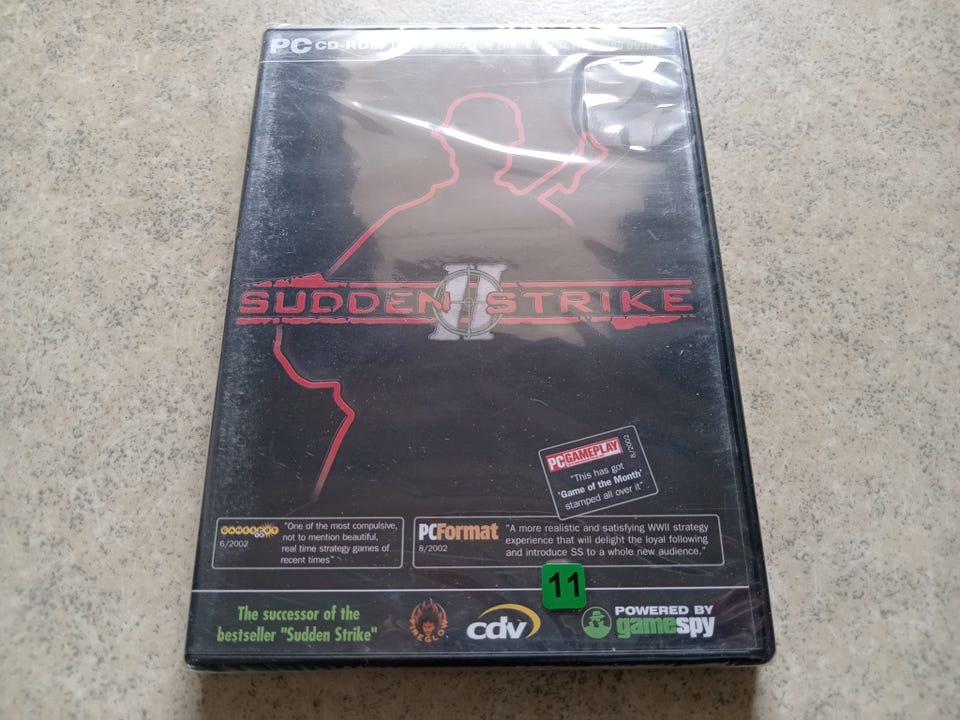 PC CD-ROM
SUDDEN II STRIKE
PC GAMEPLAY
8/2002
"This has got
'Game of the Month'
stamped all over it"
GAMESPOT
6/2002
"One of the most compulsive,
not to mention beautiful,
real time strategy games of
recent times"
PCFormat
8/2002
"A more realistic and satisfying WWII strategy
experience that will delight the loyal following
and introduce SS to a whole new audience."
11
The successor of the
bestseller "Sudden Strike"
FIREGLOW
cdv
POWERED BY
gamespy